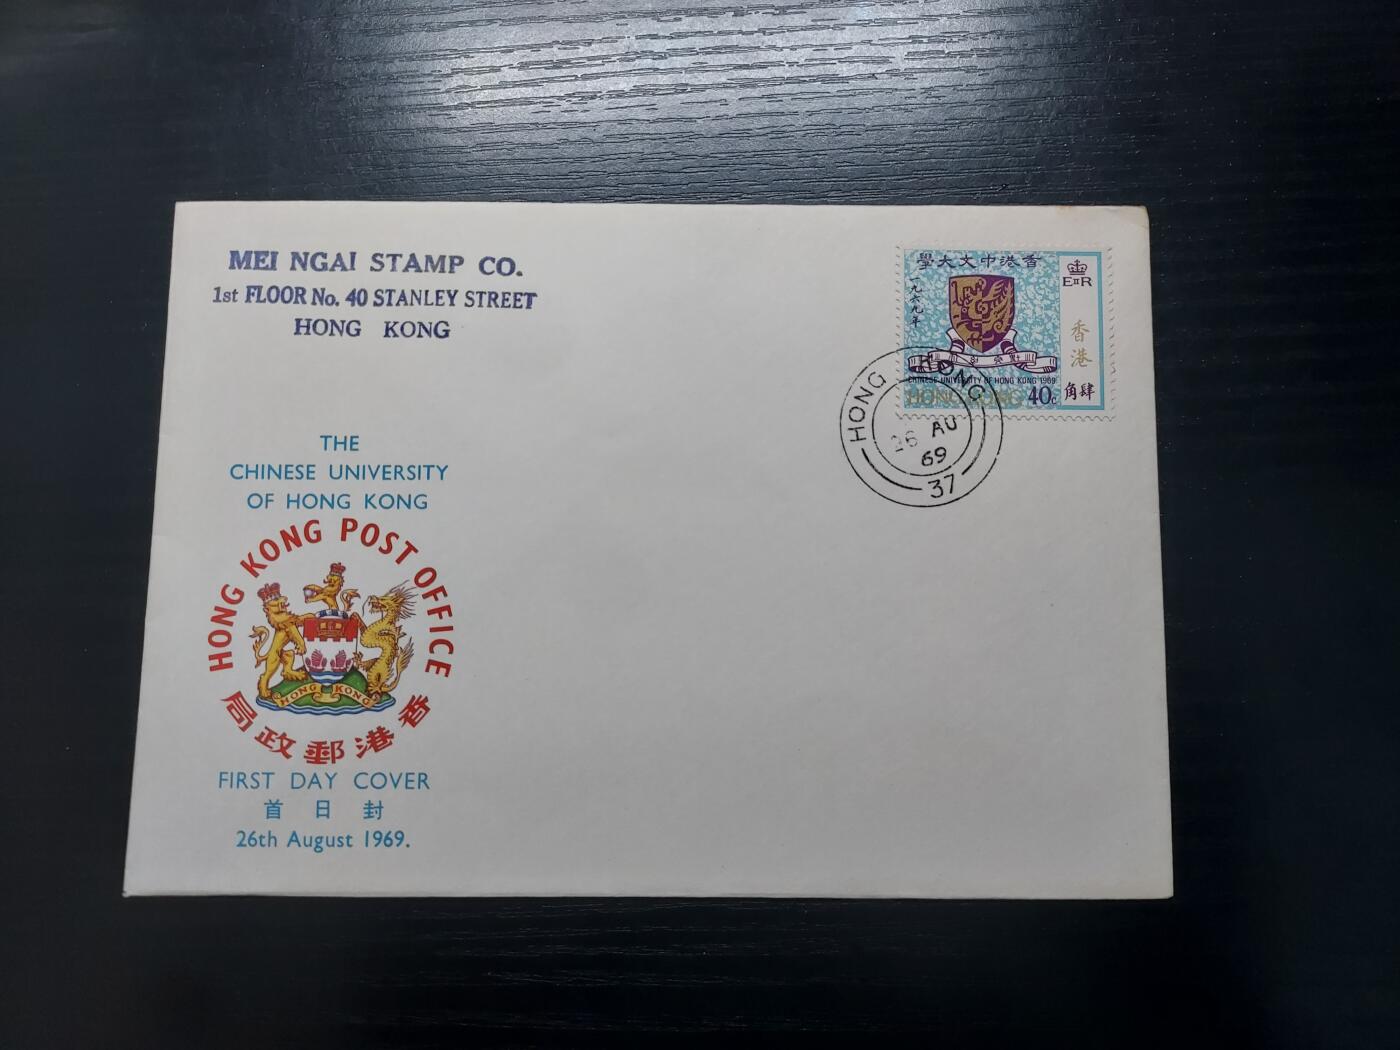 MEI NGAI STAMP CO.
1st FLOOR No. 40 STANLEY STREET
HONG KONG
學大文中港香
一九六九年
EIIR
香港
角肆
CHINESE UNIVERSITY OF HONG KONG 1969
HONG KONG 40c
HONG KONG
26 AU
69
37
THE
CHINESE UNIVERSITY
OF HONG KONG
HONG KONG POST OFFICE
HONG KONG
局政郵港香
FIRST DAY COVER
首日封
26th August 1969.